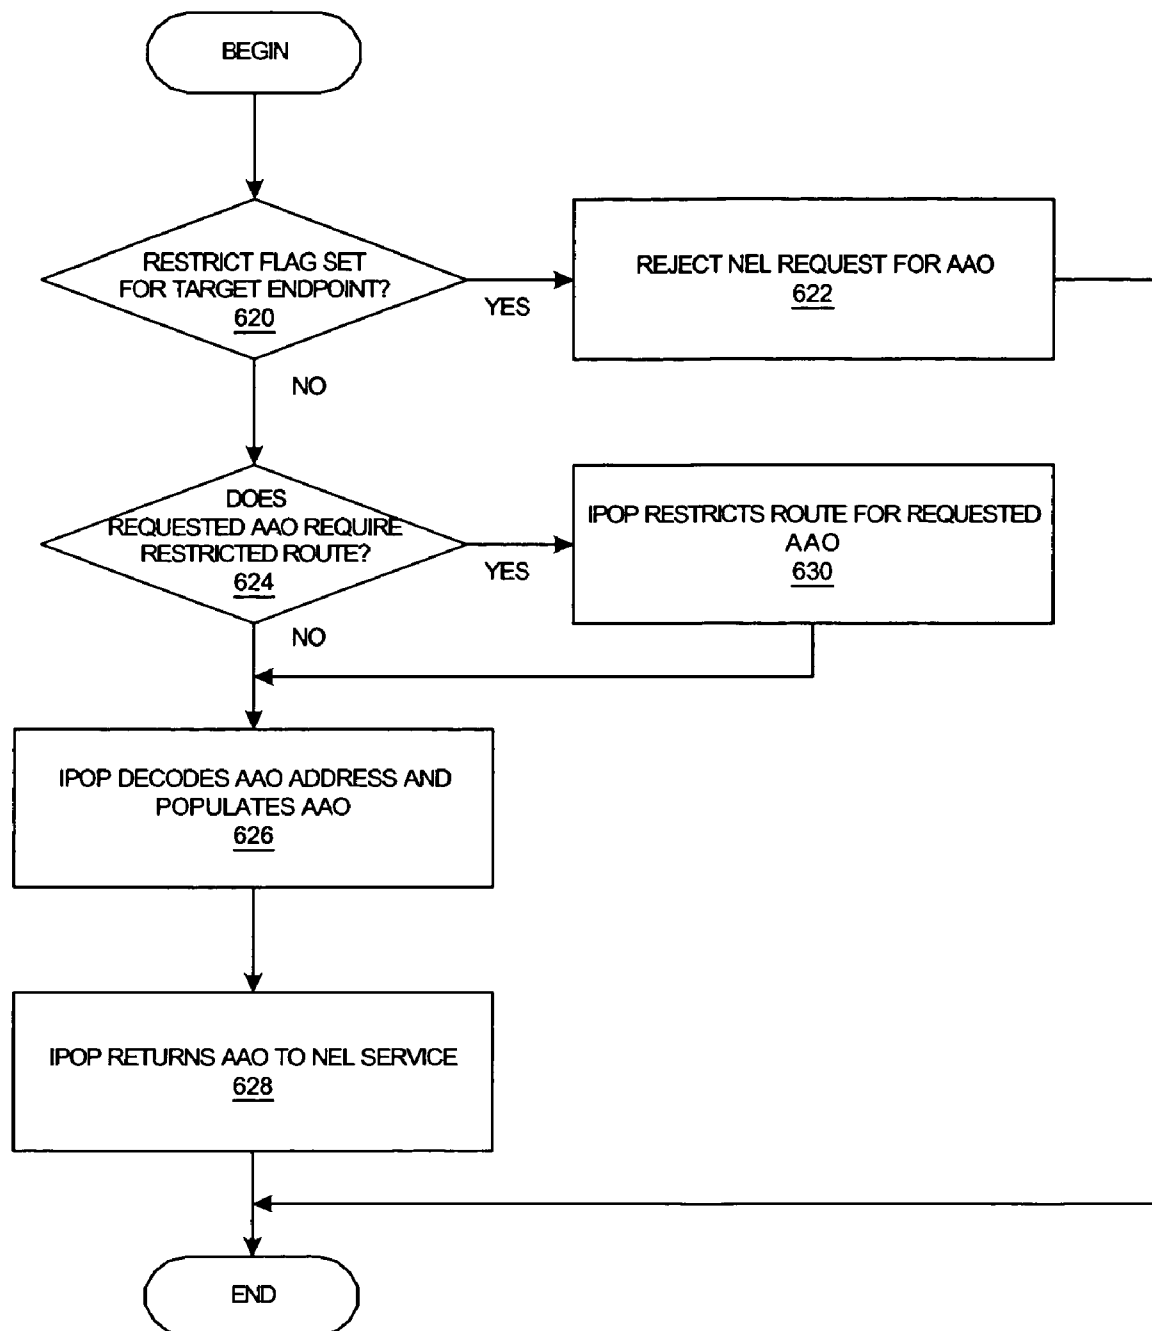 BEGIN
RESTRICT FLAG SET
FOR TARGET ENDPOINT?
620
YES
REJECT NEL REQUEST FOR AAO
622
NO
DOES
REQUESTED AAO REQUIRE
RESTRICTED ROUTE?
624
YES
IPOP RESTRICTS ROUTE FOR REQUESTED
AAO
630
NO
IPOP DECODES AAO ADDRESS AND
POPULATES AAO
626
IPOP RETURNS AAO TO NEL SERVICE
628
END